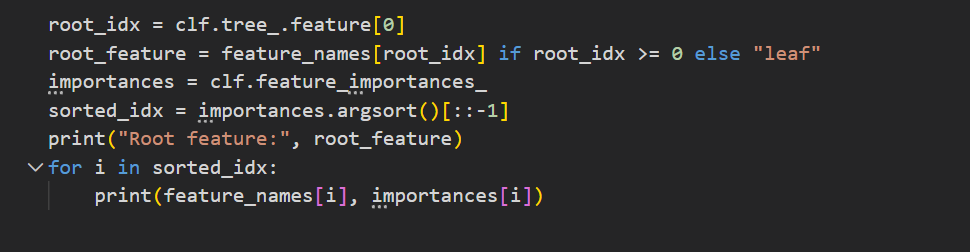 root_idx = clf.tree_.feature[0]
root_feature = feature_names[root_idx] if root_idx >= 0 else "leaf"
importances = clf.feature_importances_
sorted_idx = importances.argsort()[::-1]
print("Root feature:", root_feature)
for i in sorted_idx:
    print(feature_names[i], importances[i])